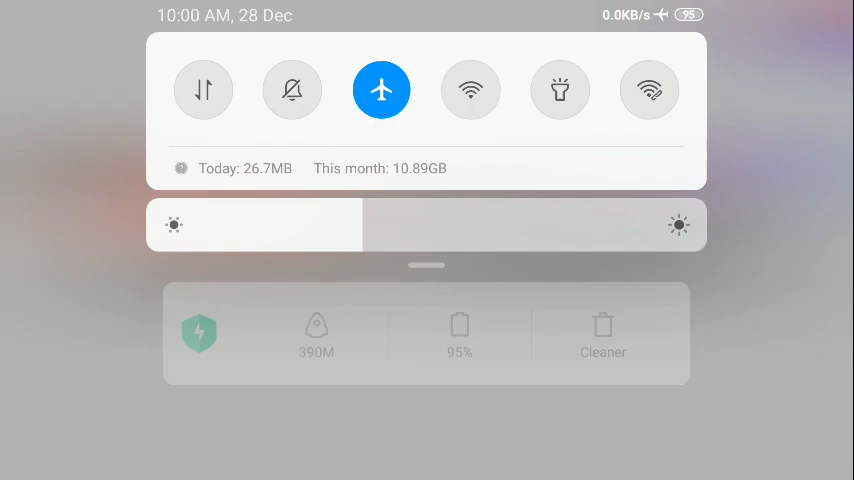 10:00 AM, 28 Dec 0.0KB/s 95
Today: 26.7MB This month: 10.89GB
390M 95% Cleaner